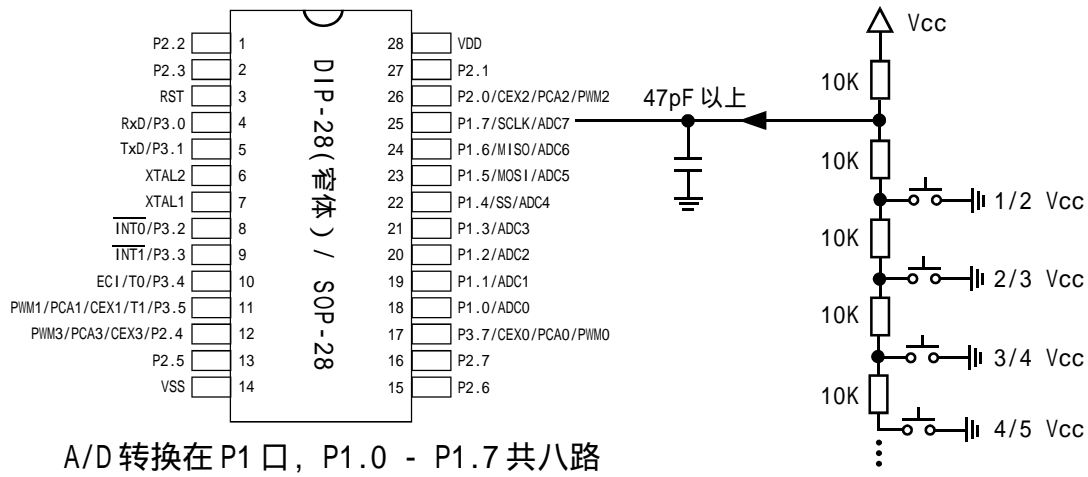 P2.2 1
P2.3 2
RST 3
RxD/P3.0 4
TxD/P3.1 5
XTAL2 6
XTAL1 7
INT0/P3.2 8
INT1/P3.3 9
ECI/T0/P3.4 10
PWM1/PCA1/CEX1/T1/P3.5 11
PWM3/PCA3/CEX3/P2.4 12
P2.5 13
VSS 14
DIP-28(窄体) / SOP-28
28 VDD
27 P2.1
26 P2.0/CEX2/PCA2/PWM2
25 P1.7/SCLK/ADC7
24 P1.6/MISO/ADC6
23 P1.5/MOSI/ADC5
22 P1.4/SS/ADC4
21 P1.3/ADC3
20 P1.2/ADC2
19 P1.1/ADC1
18 P1.0/ADC0
17 P3.7/CEX0/PCA0/PWM0
16 P2.7
15 P2.6
47pF 以上
Vcc
10K
10K
1/2 Vcc
10K
2/3 Vcc
10K
3/4 Vcc
10K
4/5 Vcc
A/D 转换在 P1 口, P1.0 - P1.7 共八路